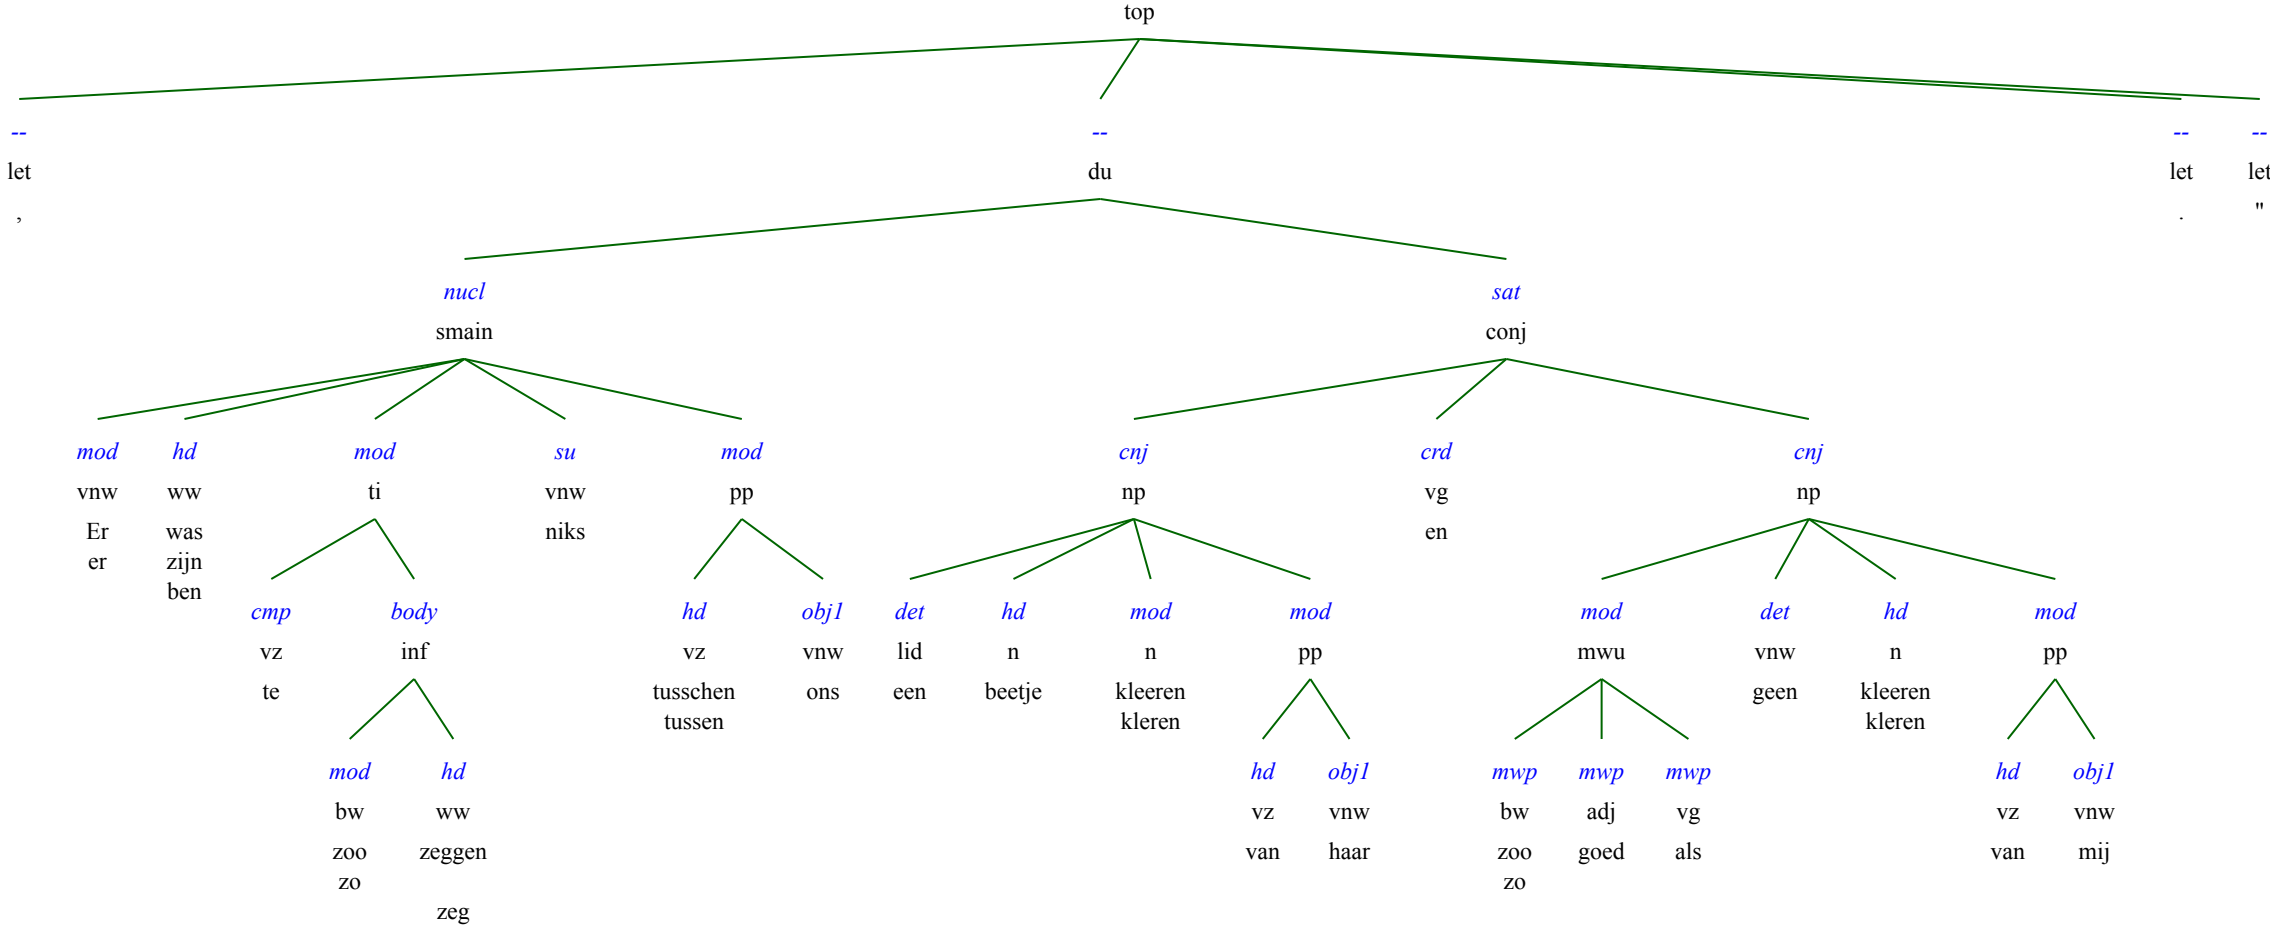 top
-- -- -- --
let du let let
, . "
nucl sat
smain conj
mod hd mod su mod cnj crd cnj
vnw ww ti vnw pp np vg np
Er was niks en
er zijn
ben
cmp body hd obj1 det hd mod mod mod det hd mod
vz inf vz vnw lid n n pp mwu vnw n pp
te tusschen ons een beetje kleeren geen kleeren
tussen kleren kleren
mod hd hd obj1 mwp mwp mwp hd obj1
bw ww vz vnw bw adj vg vz vnw
zoo zeggen van haar zoo goed als van mij
zo zo
zeg